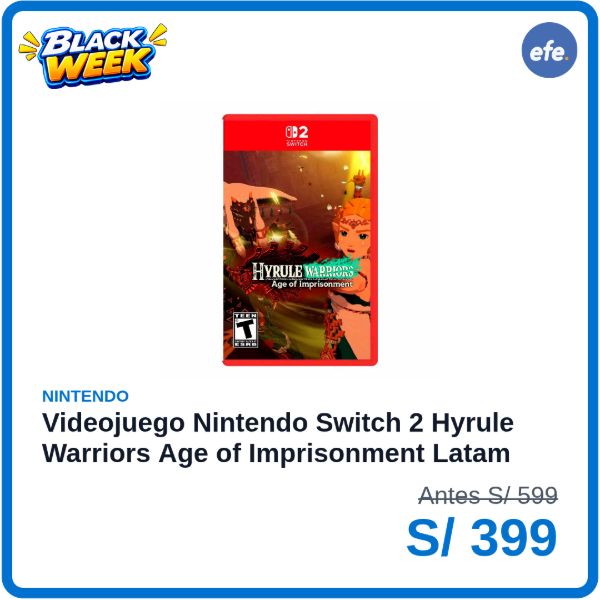 BLACK
WEEK
efe.
2
NINTENDO
SWITCH
HYRULE WARRIORS
Age of Imprisonment
TEEN
T
ESRB
NINTENDO
Videojuego Nintendo Switch 2 Hyrule
Warriors Age of Imprisonment Latam
Antes S/ 599
S/ 399